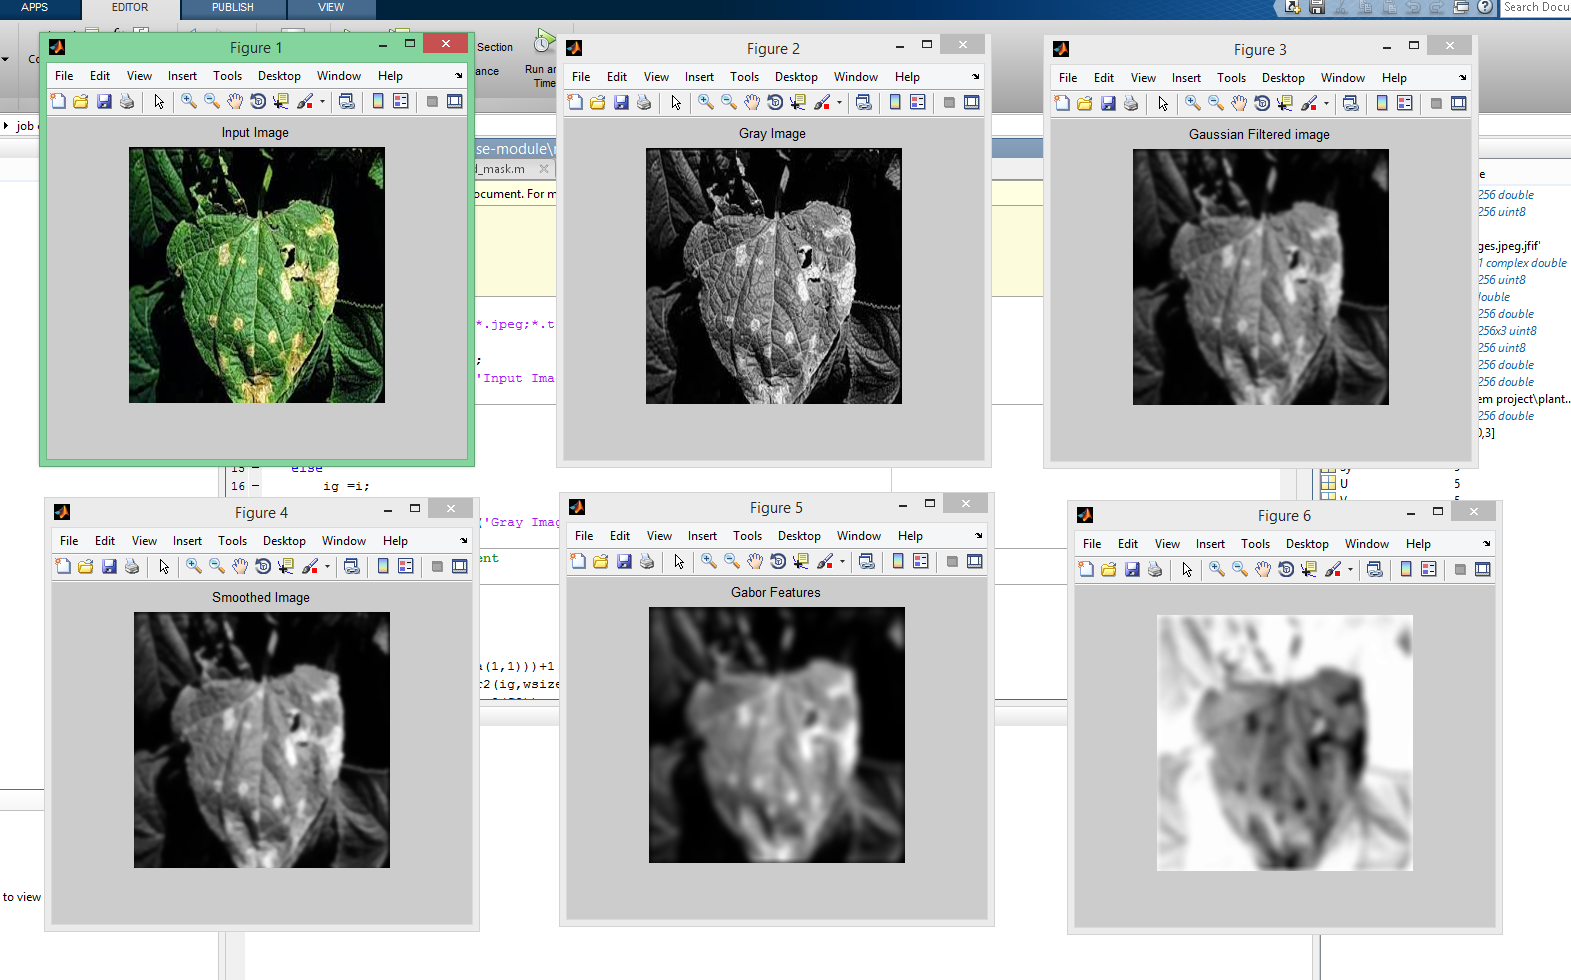 APPS EDITOR PUBLISH VIEW
Search Docu
Section
Run an
Time
ance
job
Figure 1
File Edit View Insert Tools Desktop Window Help
Input Image
Figure 2
File Edit View Insert Tools Desktop Window Help
Gray Image
Figure 3
File Edit View Insert Tools Desktop Window Help
Gaussian Filtered image
se-module\
d_mask.m
ocument. For m
*.jpeg;*.t
;
'Input Ima
256 double
256 uint8
ges.jpeg.jfif'
1 complex double
256 uint8
double
256 double
256x3 uint8
256 uint8
256 double
256 double
em project\plant...
256 double
0,3]
15 – else
16 – ig =i;
U 5
('Gray Imag
ent
Figure 4
File Edit View Insert Tools Desktop Window Help
Smoothed Image
Figure 5
File Edit View Insert Tools Desktop Window Help
Gabor Features
Figure 6
File Edit View Insert Tools Desktop Window Help
(1,1)))+1
r2(ig,wsize
to view